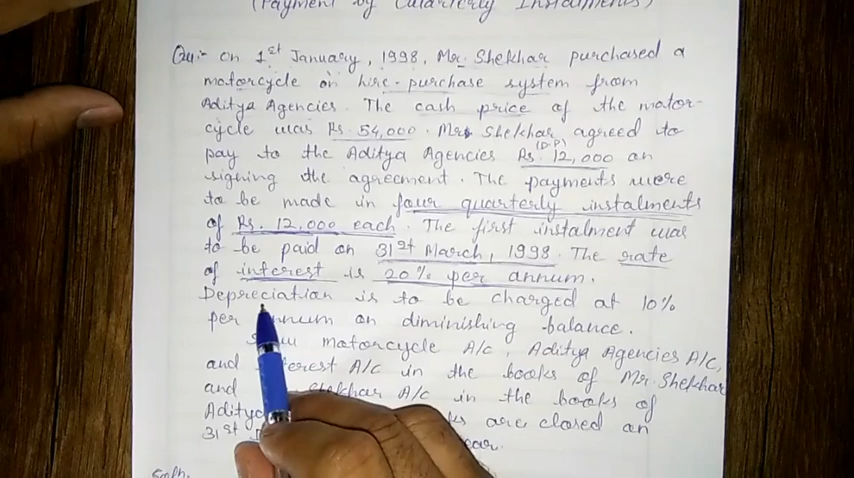 (Payment by Quarterly Instalments)
Qu:- On 1st January, 1998, Mr. Shekhar purchased a
motorcycle on hire-purchase system from
Aditya Agencies. The cash price of the motor-
cycle was Rs. 54,000. Mr. Shekhar agreed to
(D.P)
pay to the Aditya Agencies Rs. 12,000 on
signing the agreement. The payments were
to be made in four quarterly instalments
of Rs. 12,000 each. The first instalment was
to be paid on 31st March, 1998. The rate
of interest is 20% per annum.
Depreciation is to be charged at 10%
per annum on diminishing balance.
motorcycle A/c, Aditya Agencies A/c,
and A/c in the books of Mr. Shekhar
and Shekhar A/c in the books of
Aditya are closed on
31st year.
Soln.